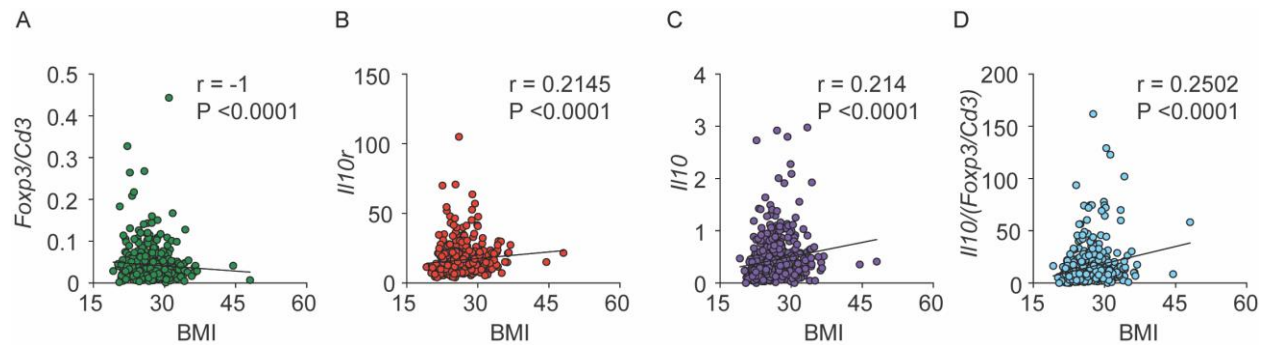 A
Foxp3/Cd3
0.5
0.4
0.3
0.2
0.1
0
r = -1
P <0.0001
15 30 45 60
BMI
B
Il10r
150
100
50
0
r = 0.2145
P <0.0001
15 30 45 60
BMI
C
Il10
4
3
2
1
0
r = 0.214
P <0.0001
15 30 45 60
BMI
D
Il10/(Foxp3/Cd3)
200
150
100
50
0
r = 0.2502
P <0.0001
15 30 45 60
BMI